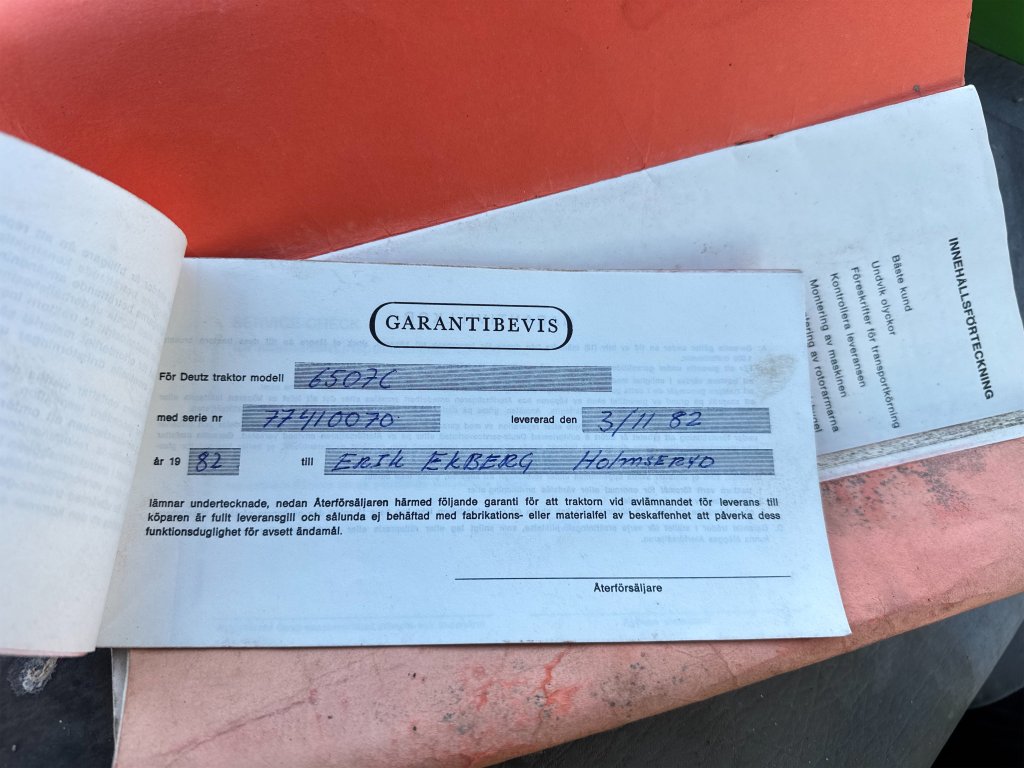 GARANTIBEVIS
För Deutz traktor modell 6507C
med serie nr 77410070 levererad den 3/11 82
år 19 82 till ERIK EKBERG HOLMSERYD
lämnar undertecknade, nedan Återförsäljaren härmed följande garanti för att traktorn vid avlämnandet för leverans till
köparen är fullt leveransgill och sålunda ej behäftad med fabrikations- eller materialfel av beskaffenhet att påverka dess
funktionsduglighet för avsett ändamål.
Återförsäljare
INNEHÅLLSFÖRTECKNING
Bäste kund
Undvik olyckor
Föreskrifter för transportkörning
Kontrollera leveransen
Montering av maskinen
av rotorarmarna